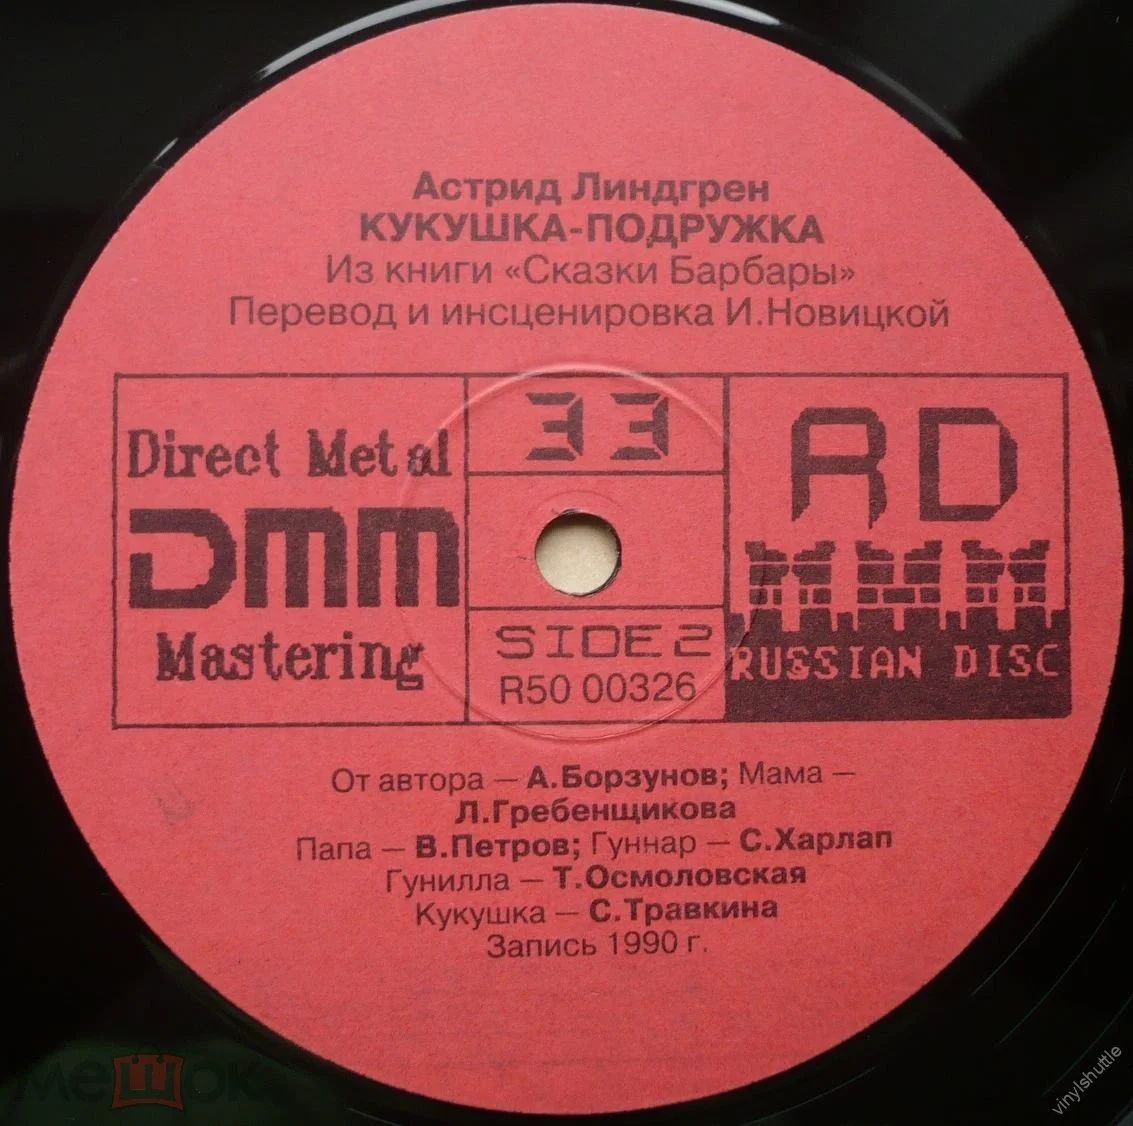 Астрид Линдгрен
КУКУШКА-ПОДРУЖКА
Из книги «Сказки Барбары»
Перевод и инсценировка И.Новицкой
Direct Metal
DMM
Mastering
33
SIDE 2
R50 00326
RD
RUSSIAN DISC
От автора — А.Борзунов; Мама —
Л.Гребенщикова
Папа — В.Петров; Гуннар — С.Харлап
Гунилла — Т.Осмоловская
Кукушка — С.Травкина
Запись 1990 г.
мешок
vinylshuttle